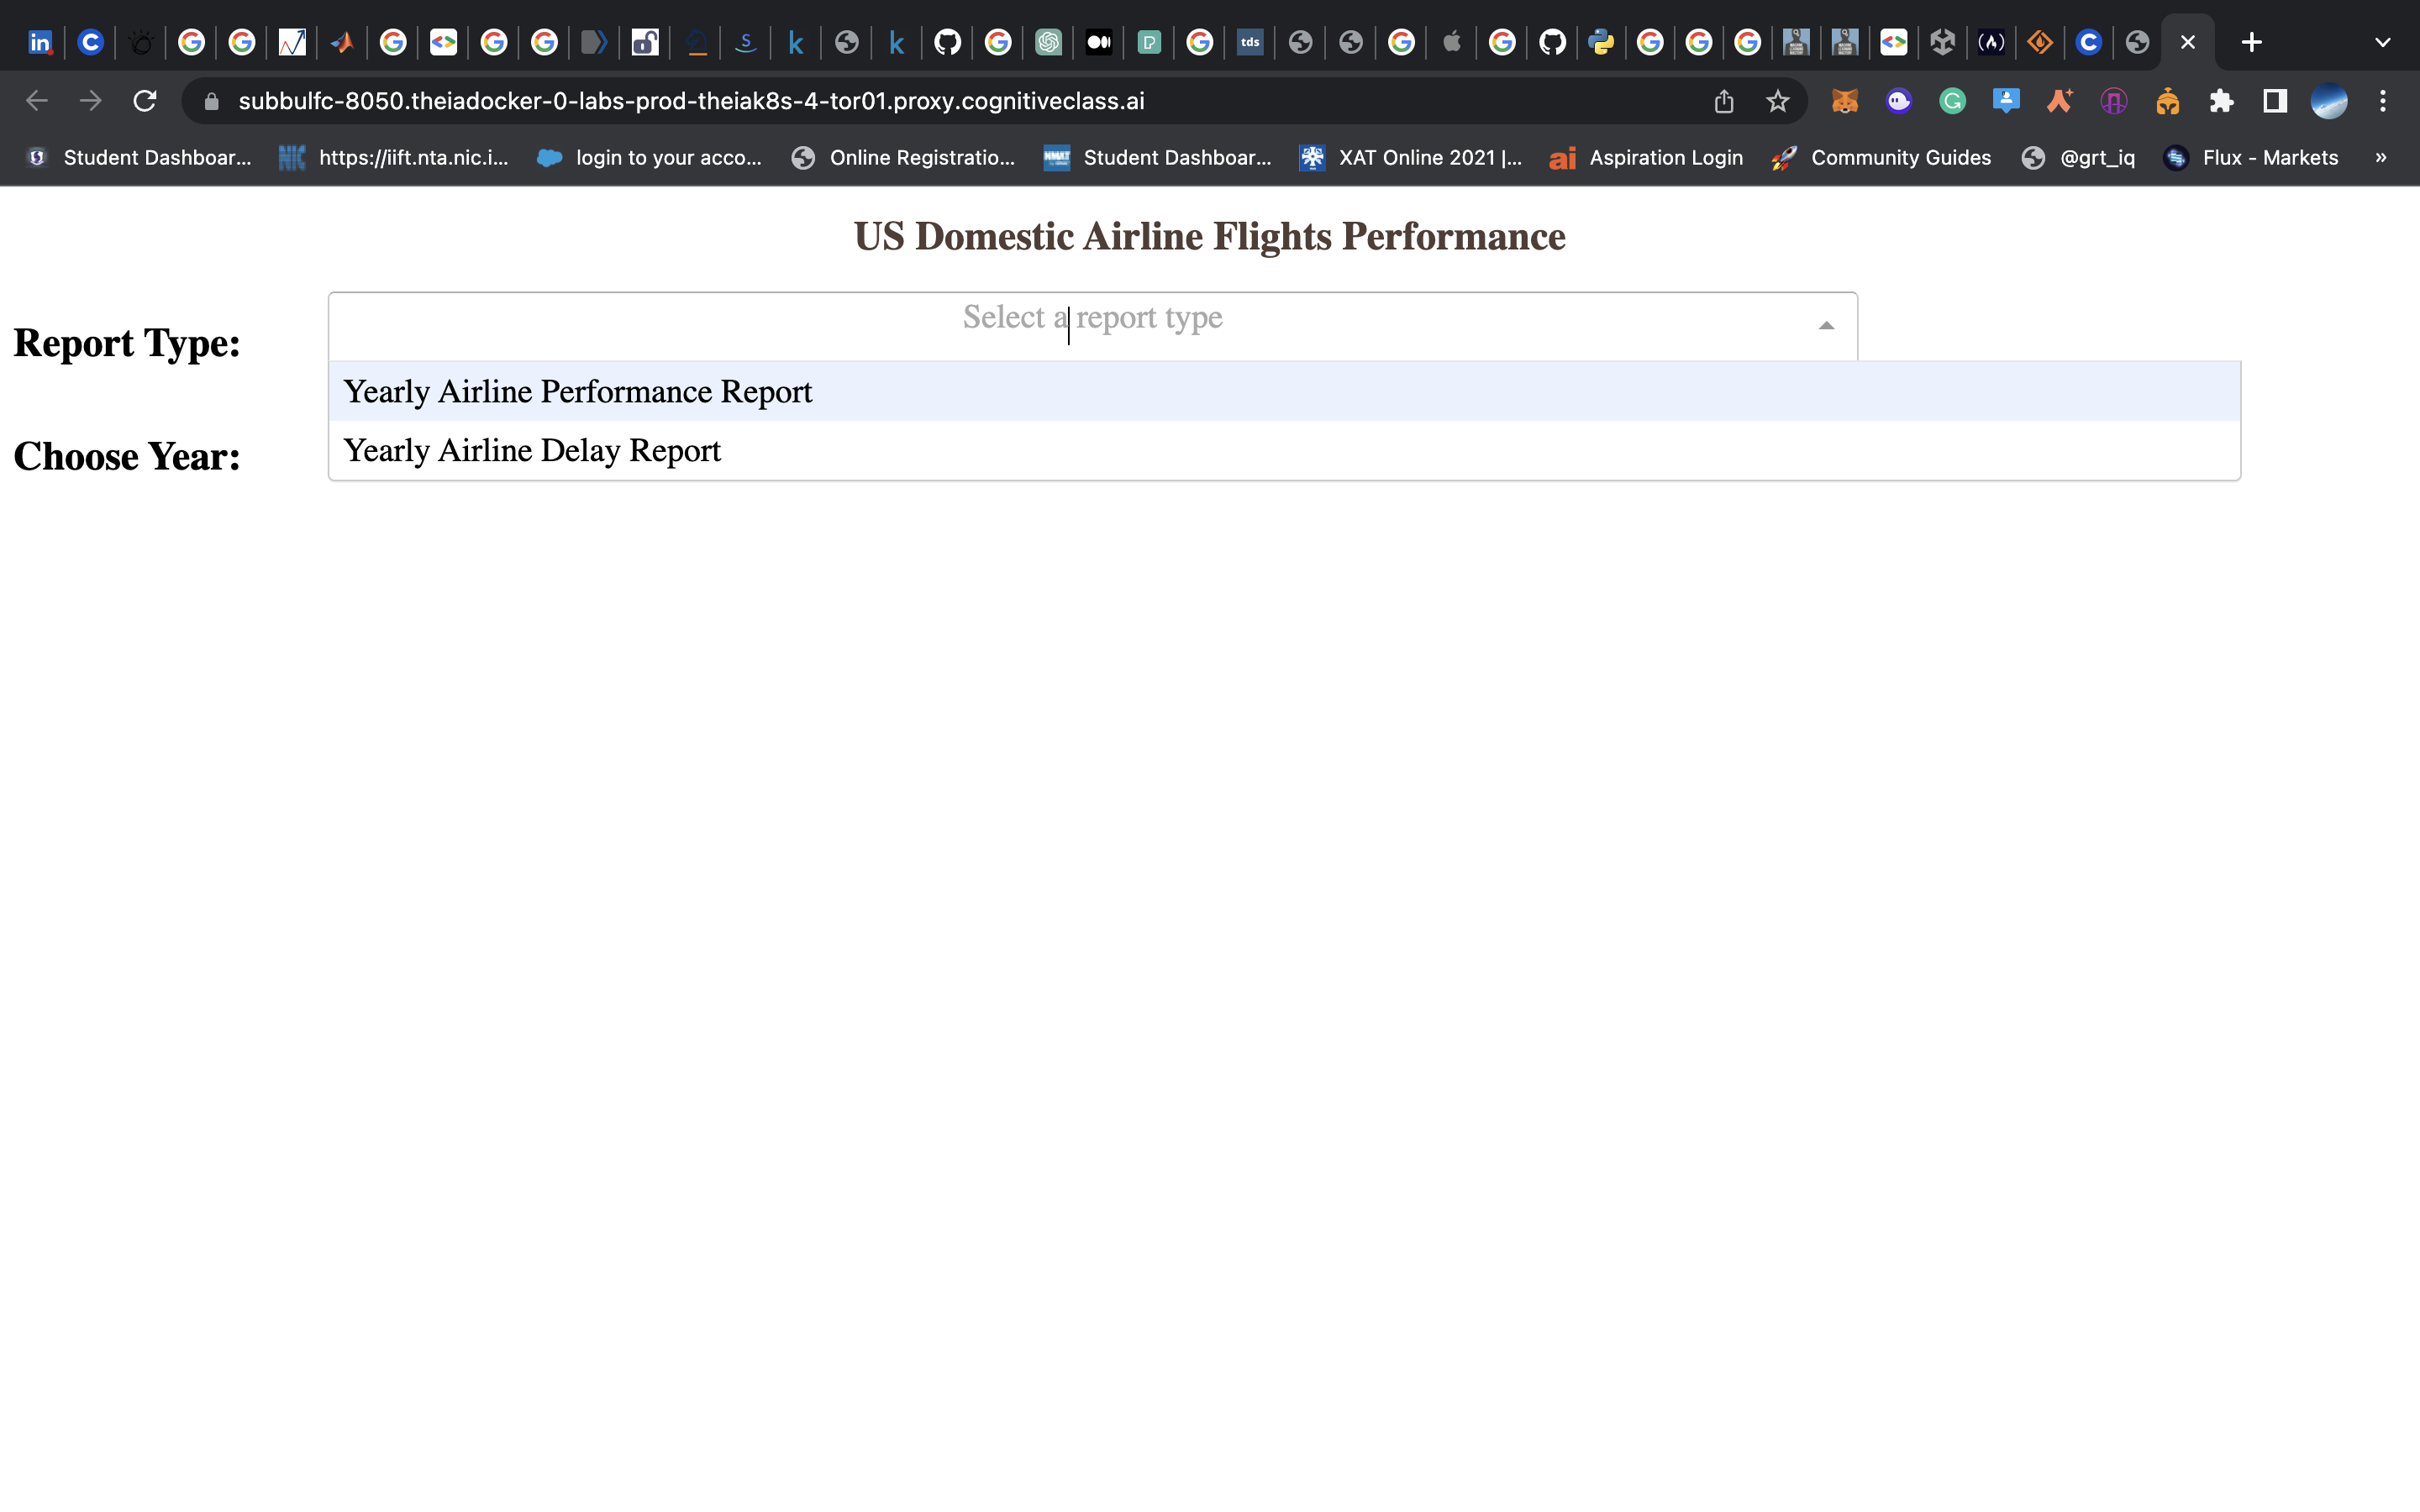 subbulfc-8050.theiadocker-0-labs-prod-theiak8s-4-tor01.proxy.cognitiveclass.ai
Student Dashboar... https://iift.nta.nic.i... login to your acco... Online Registratio... NMAT Student Dashboar... XAT Online 2021 |... ai Aspiration Login Community Guides @grt_iq Flux - Markets »
US Domestic Airline Flights Performance
Select a report type
Report Type:
Yearly Airline Performance Report
Yearly Airline Delay Report
Choose Year: